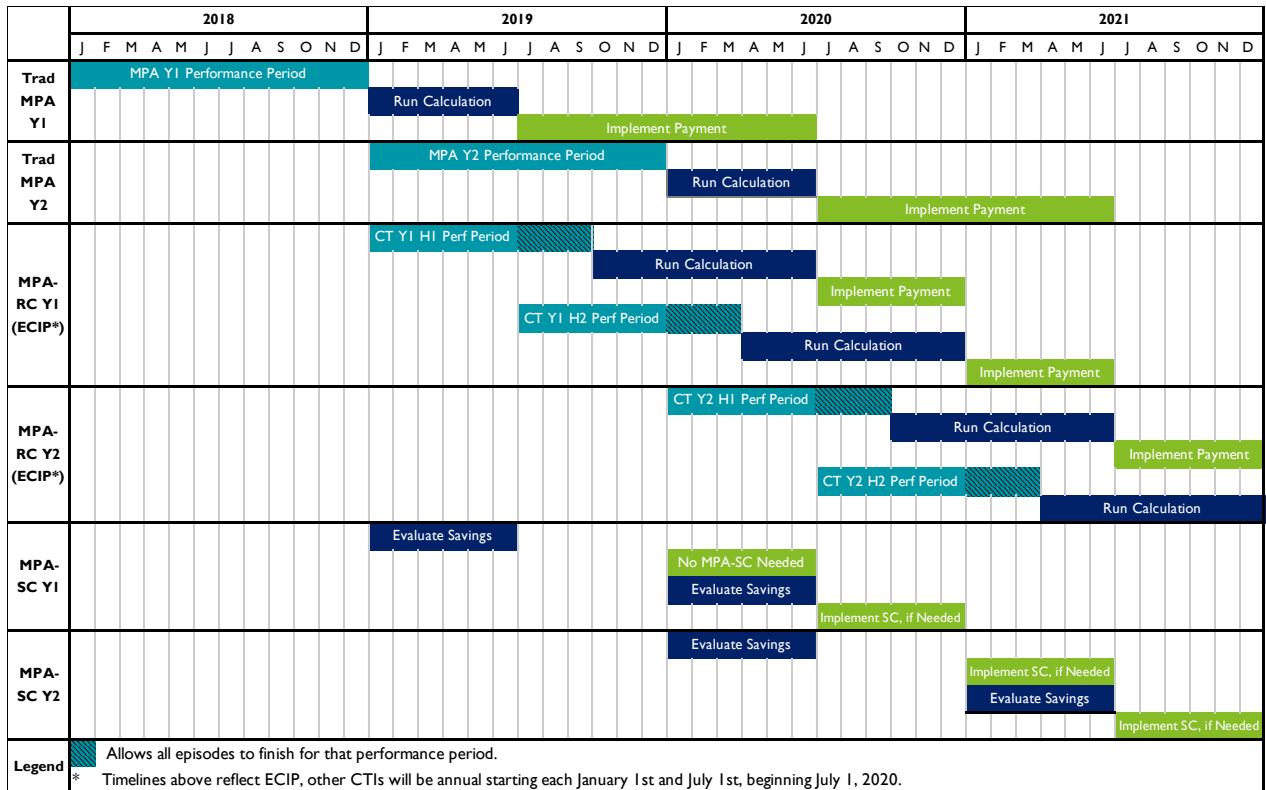 2018 2019 2020 2021
J F M A M J J A S O N D J F M A M J J A S O N D J F M A M J J A S O N D J F M A M J J A S O N D
Trad
MPA
Y1
MPA Y1 Performance Period
Run Calculation
Implement Payment
Trad
MPA
Y2
MPA Y2 Performance Period
Run Calculation
Implement Payment
MPA-
RC Y1
(ECIP*)
CT Y1 H1 Perf Period
Run Calculation
Implement Payment
CT Y1 H2 Perf Period
Run Calculation
Implement Payment
MPA-
RC Y2
(ECIP*)
CT Y2 H1 Perf Period
Run Calculation
Implement Payment
CT Y2 H2 Perf Period
Run Calculation
MPA-
SC Y1
Evaluate Savings
No MPA-SC Needed
Evaluate Savings
Implement SC, if Needed
MPA-
SC Y2
Evaluate Savings
Implement SC, if Needed
Evaluate Savings
Implement SC, if Needed
Legend
Allows all episodes to finish for that performance period.
* Timelines above reflect ECIP, other CTIs will be annual starting each January 1st and July 1st, beginning July 1, 2020.